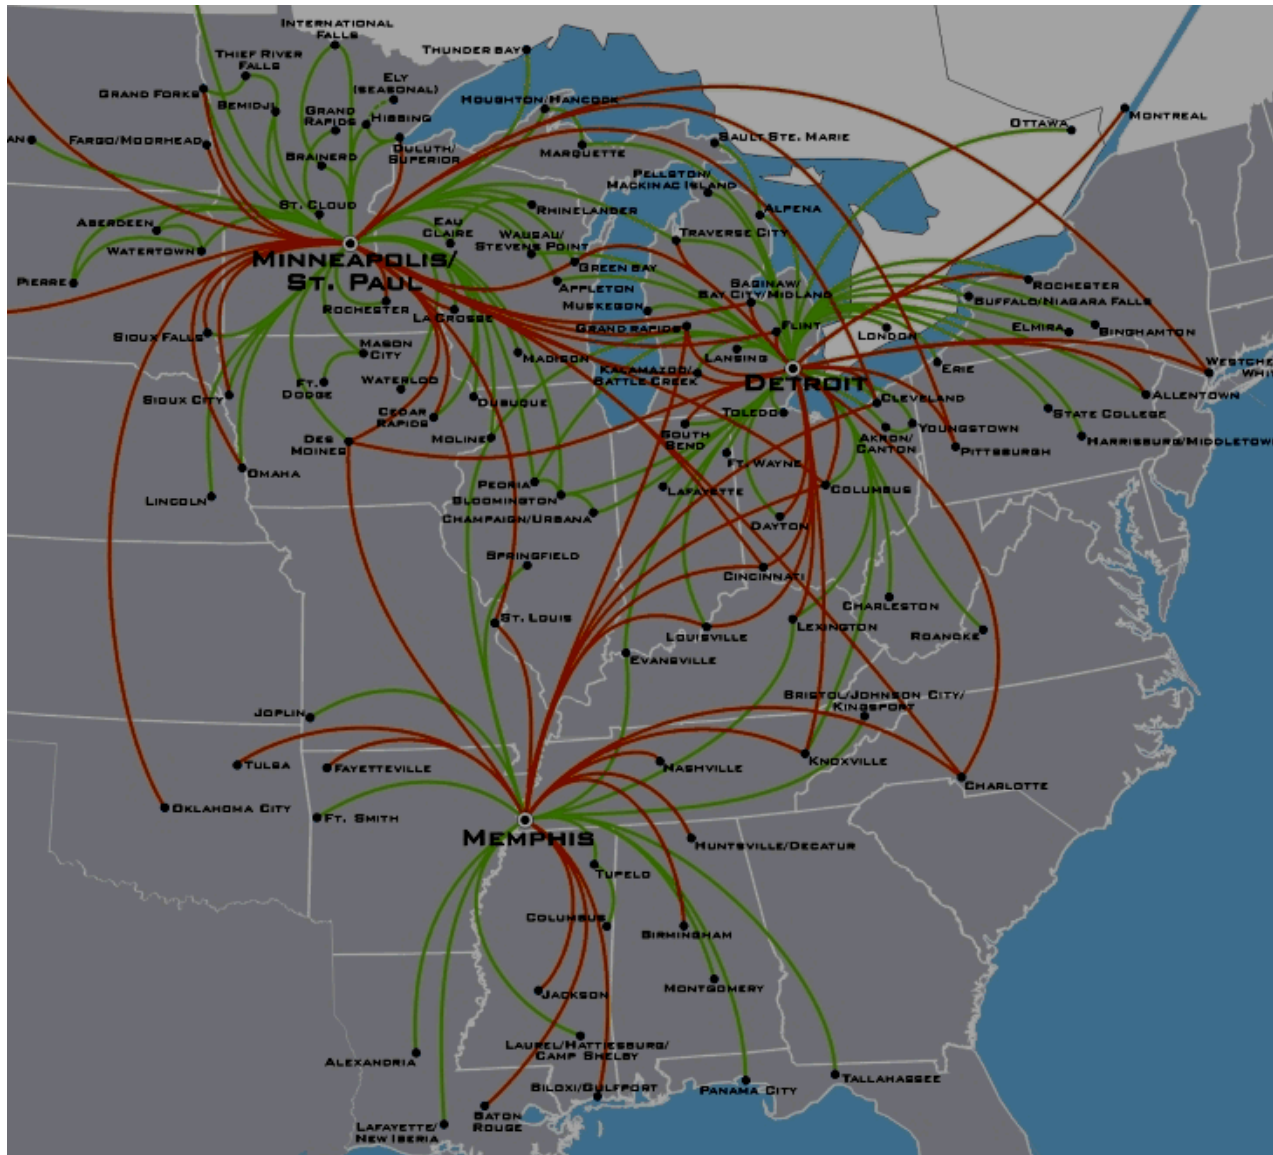 INTERNATIONAL
FALLS
THUNDER BAY
THIEF RIVER
FALLS
ELY
(SEASONAL)
GRAND FORKS
BEMIDJI
GRAND
RAPIDS
HIBBING
HOUGHTON/HANCOCK
MONTREAL
OTTAWA
AN
FARGO/MOORHEAD
DULUTH/
SUPERIOR
SAULT STE. MARIE
MARQUETTE
BRAINERD
PELLSTON/
MACKINAC ISLAND
ST. CLOUD
RHINELANDER
ALPENA
ABERDEEN
EAU
CLAIRE
WAUSAU/
STEVENS POINT
TRAVERSE CITY
WATERTOWN
MINNEAPOLIS/
ST. PAUL
GREEN BAY
PIERRE
APPLETON
SAGINAW/
BAY CITY/MIDLAND
ROCHESTER
BUFFALO/NIAGARA FALLS
ROCHESTER
LA CROSSE
MUSKEGON
SIOUX FALLS
GRAND RAPIDS
FLINT
LONDON
ELMIRA
BINGHAMTON
MASON
CITY
MADISON
LANSING
ERIE
WESTCHE
WHI
KALAMAZOO/
BATTLE CREEK
DETROIT
FT.
DODGE
WATERLOO
SIOUX CITY
DUBUQUE
CLEVELAND
ALLENTOWN
CEDAR
RAPIDS
TOLEDO
STATE COLLEGE
SOUTH
BEND
AKRON/
CANTON
YOUNGSTOWN
HARRISBURG/MIDDLETOW
DES
MOINES
MOLINE
PITTSBURGH
FT. WAYNE
OMAHA
PEORIA
LAFAYETTE
COLUMBUS
LINCOLN
BLOOMINGTON
CHAMPAIGN/URBANA
DAYTON
SPRINGFIELD
CINCINNATI
CHARLESTON
ST. LOUIS
LOUISVILLE
LEXINGTON
ROANOKE
EVANSVILLE
BRISTOL/JOHNSON CITY/
KINGSPORT
JOPLIN
TULSA
FAYETTEVILLE
NASHVILLE
KNOXVILLE
CHARLOTTE
OKLAHOMA CITY
FT. SMITH
MEMPHIS
HUNTSVILLE/DECATUR
TUPELO
COLUMBUS
BIRMINGHAM
JACKSON
MONTGOMERY
LAUREL/HATTIESBURG/
CAMP SHELBY
ALEXANDRIA
BILOXI/GULFPORT
PANAMA CITY
TALLAHASSEE
BATON
ROUGE
LAFAYETTE/
NEW IBERIA